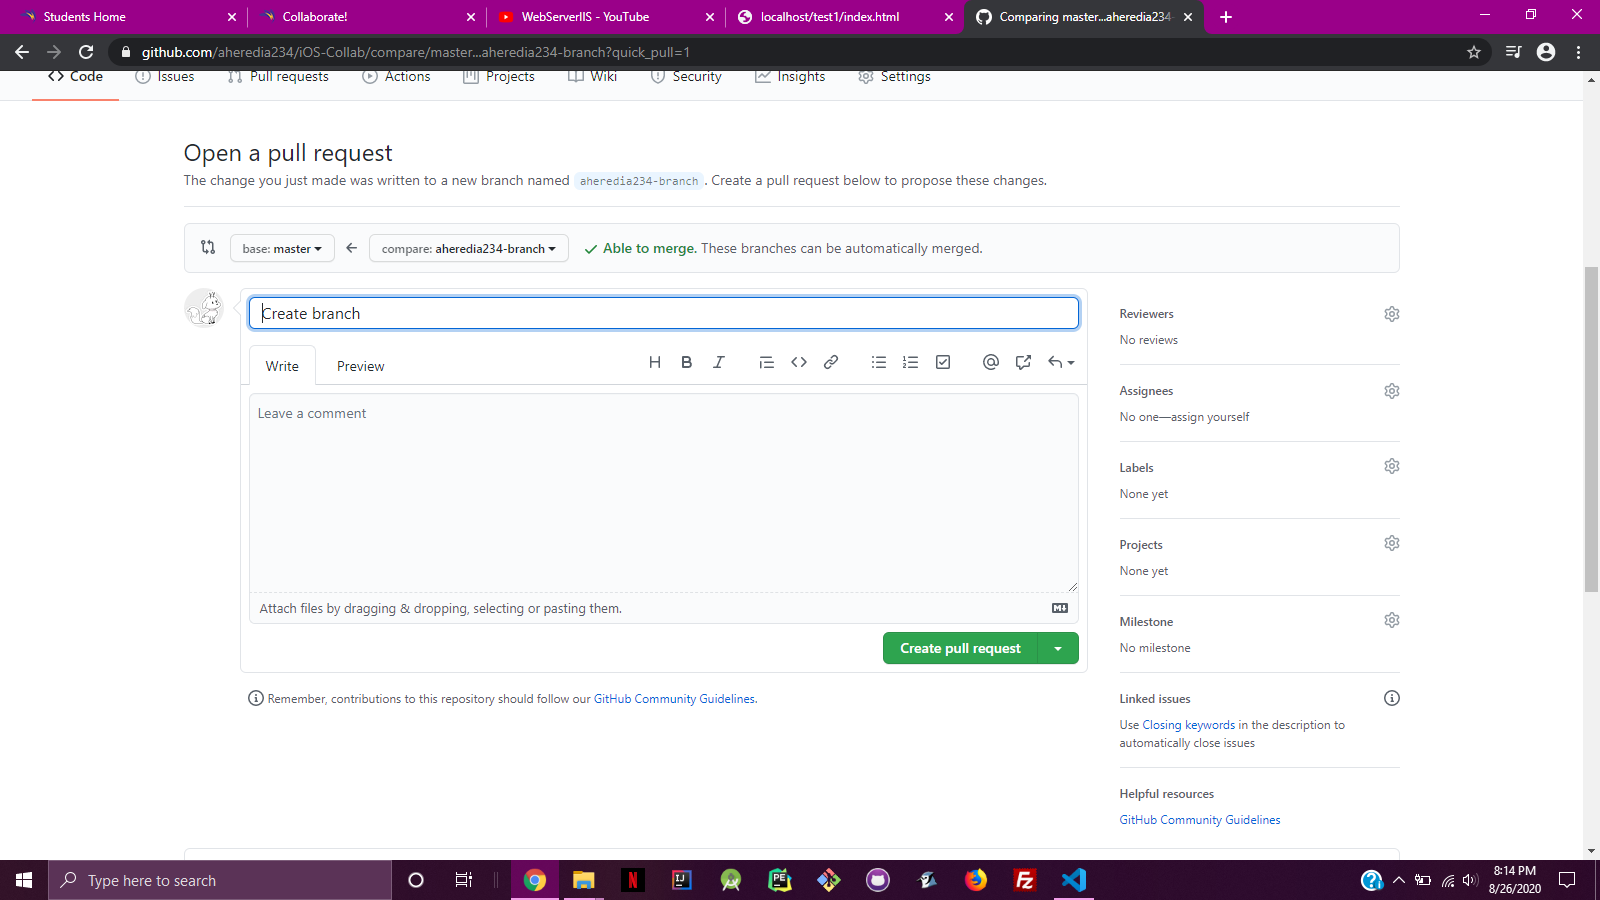 Students Home
Collaborate!
WebServerIIS - YouTube
localhost/test1/index.html
Comparing master...aheredia234
github.com/aheredia234/iOS-Collab/compare/master...aheredia234-branch?quick_pull=1
Code Issues Pull requests Actions Projects Wiki Security Insights Settings
Open a pull request
The change you just made was written to a new branch named aheredia234-branch. Create a pull request below to propose these changes.
base: master
compare: aheredia234-branch
Able to merge. These branches can be automatically merged.
Create branch
Write
Preview
H B I
Leave a comment
Attach files by dragging & dropping, selecting or pasting them.
Create pull request
Remember, contributions to this repository should follow our GitHub Community Guidelines.
Reviewers
No reviews
Assignees
No one—assign yourself
Labels
None yet
Projects
None yet
Milestone
No milestone
Linked issues
Use Closing keywords in the description to
automatically close issues
Helpful resources
GitHub Community Guidelines
Type here to search
8:14 PM
8/26/2020